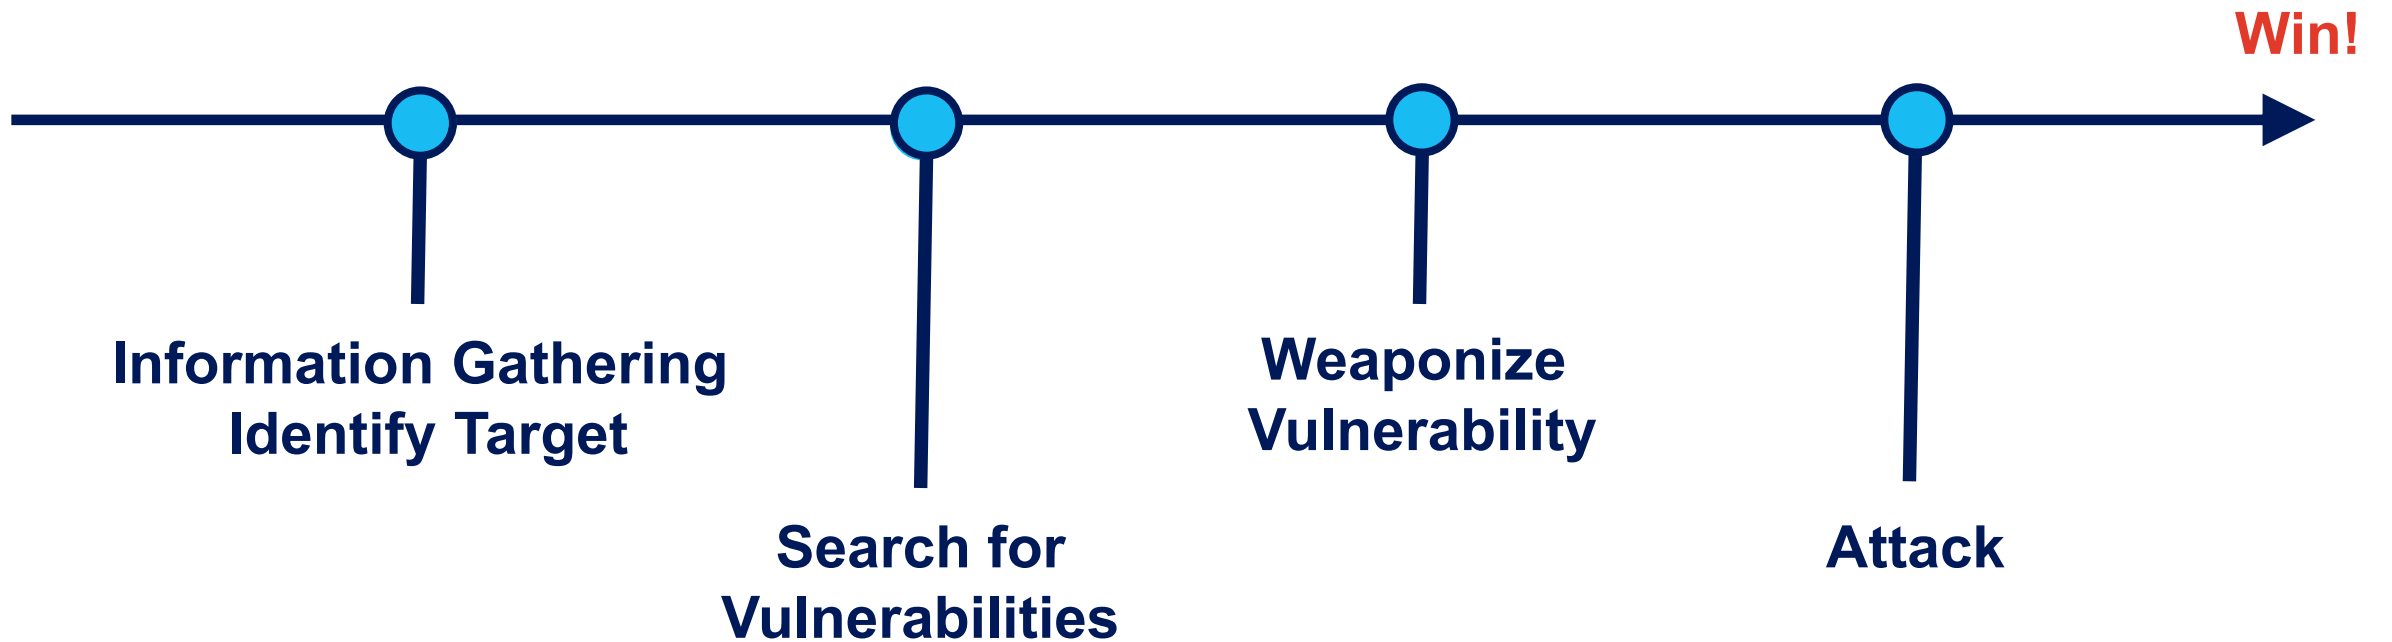 Win!
Information Gathering
Identify Target
Search for
Vulnerabilities
Weaponize
Vulnerability
Attack